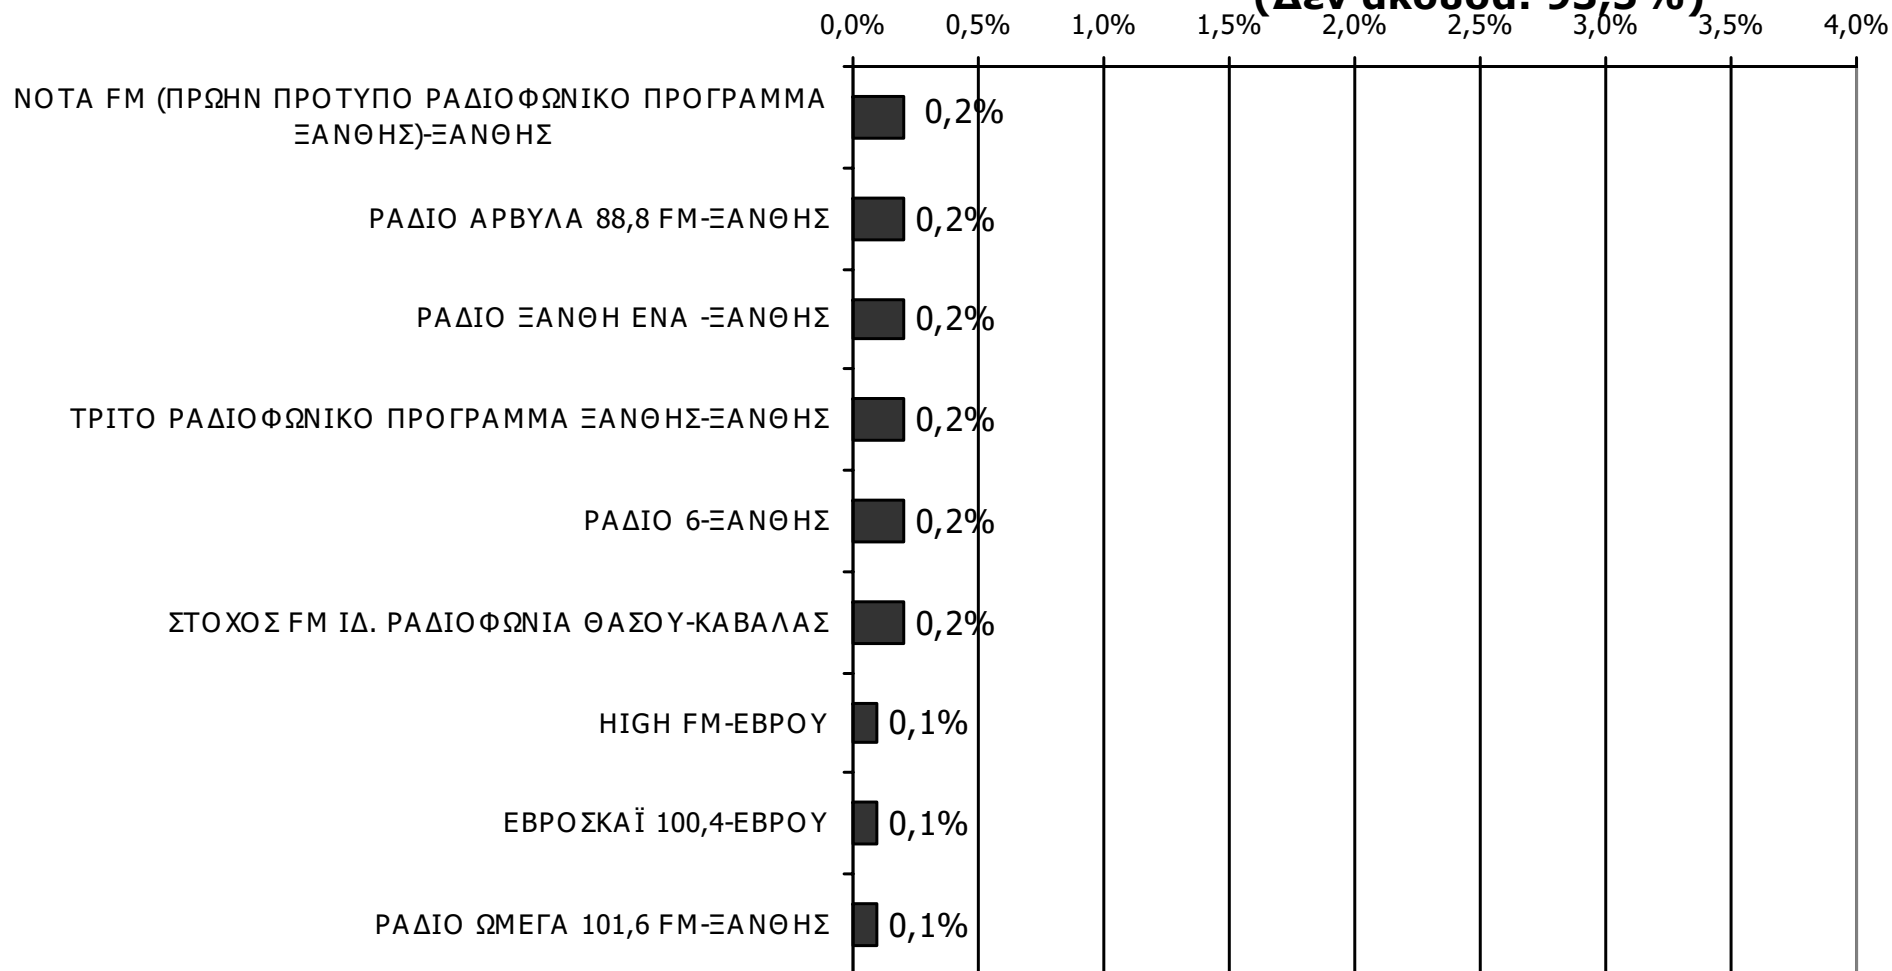 (Δεν άκουσα:
0,0% 0,5% 1,0% 1,5% 2,0% 2,5% 3,0% 3,5% 4,0%
ΝΟΤΑ FM (ΠΡΩΗΝ ΠΡΟΤΥΠΟ ΡΑΔΙΟΦΩΝΙΚΟ ΠΡΟΓΡΑΜΜΑ
ΞΑΝΘΗΣ)-ΞΑΝΘΗΣ
0,2%
ΡΑΔΙΟ ΑΡΒΥΛΑ 88,8 FM-ΞΑΝΘΗΣ 0,2%
ΡΑΔΙΟ ΞΑΝΘΗ ΕΝΑ -ΞΑΝΘΗΣ 0,2%
ΤΡΙΤΟ ΡΑΔΙΟΦΩΝΙΚΟ ΠΡΟΓΡΑΜΜΑ ΞΑΝΘΗΣ-ΞΑΝΘΗΣ 0,2%
ΡΑΔΙΟ 6-ΞΑΝΘΗΣ 0,2%
ΣΤΟΧΟΣ FM ΙΔ. ΡΑΔΙΟΦΩΝΙΑ ΘΑΣΟΥ-ΚΑΒΑΛΑΣ 0,2%
HIGH FM-ΕΒΡΟΥ 0,1%
ΕΒΡΟΣΚΑΪ 100,4-ΕΒΡΟΥ 0,1%
ΡΑΔΙΟ ΩΜΕΓΑ 101,6 FM-ΞΑΝΘΗΣ 0,1%